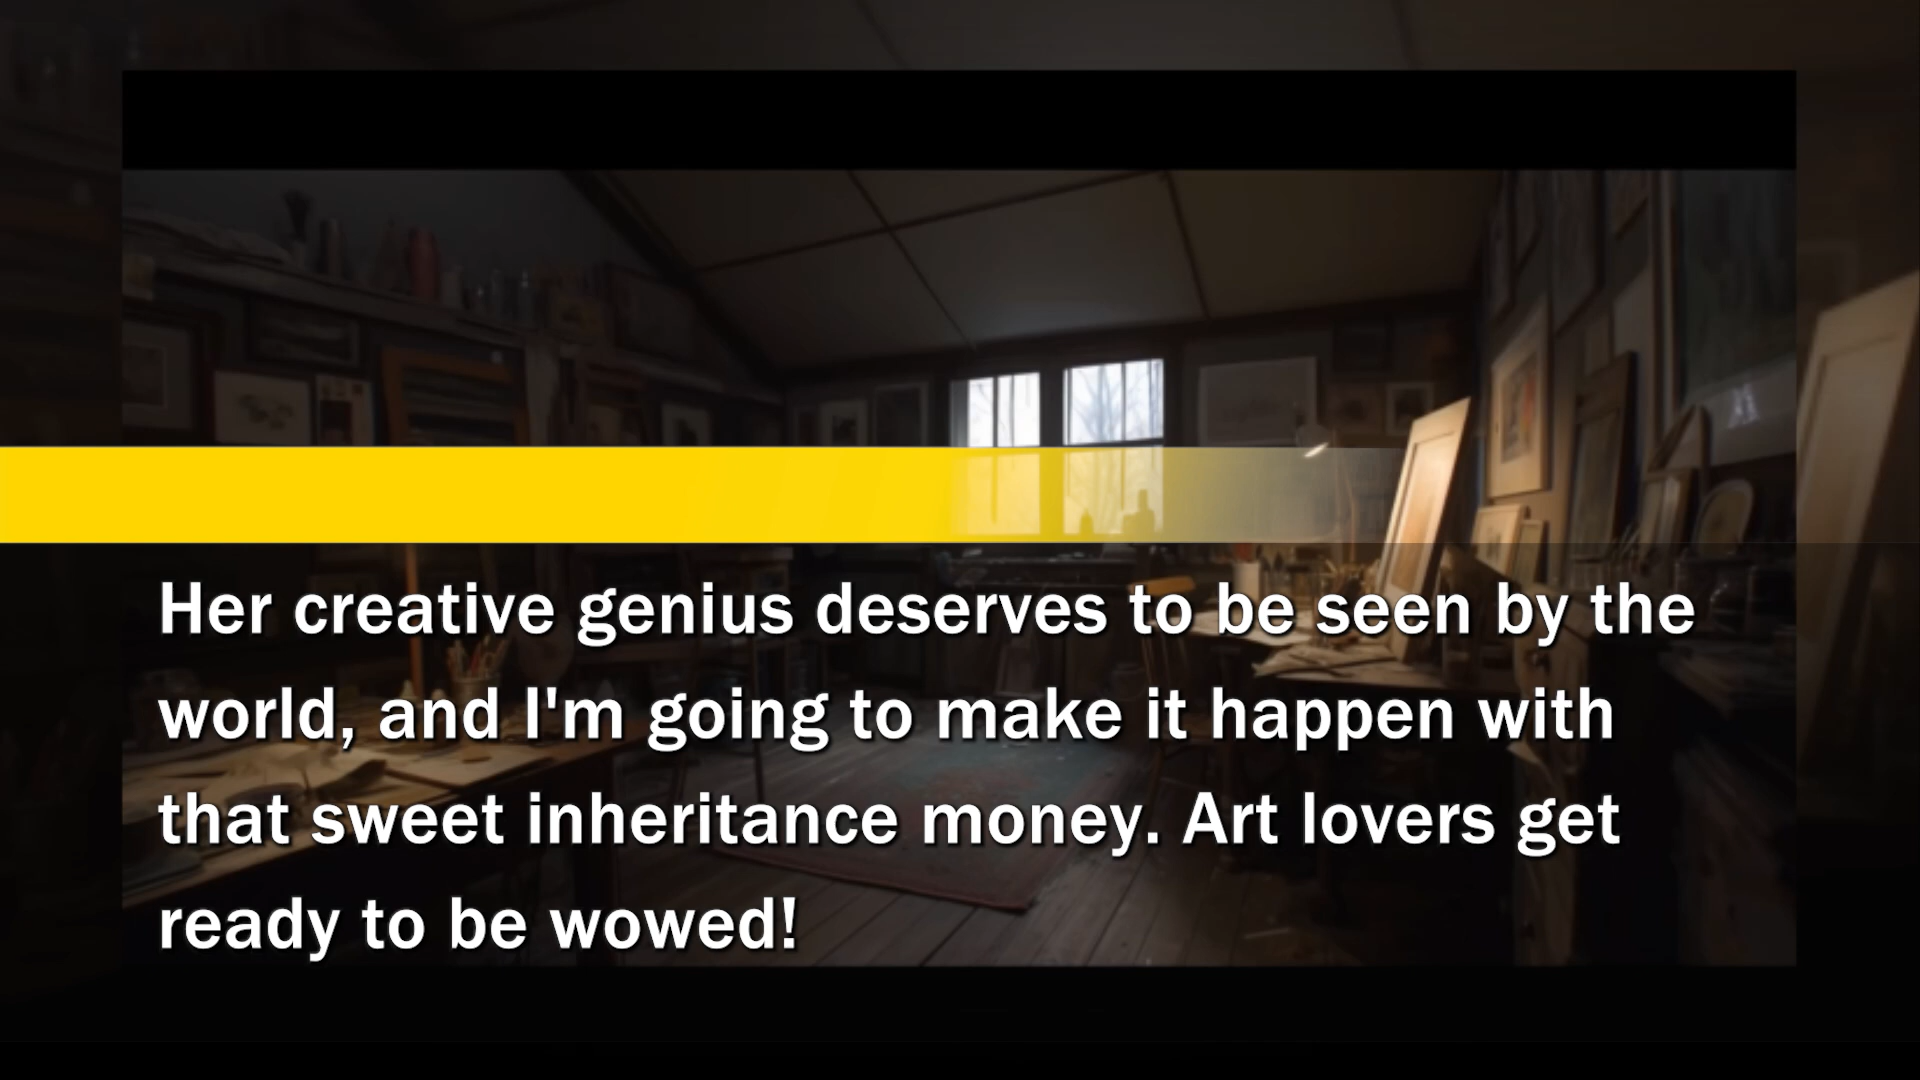 Her creative genius deserves to be seen by the
world, and I'm going to make it happen with
that sweet inheritance money. Art lovers get
ready to be wowed!